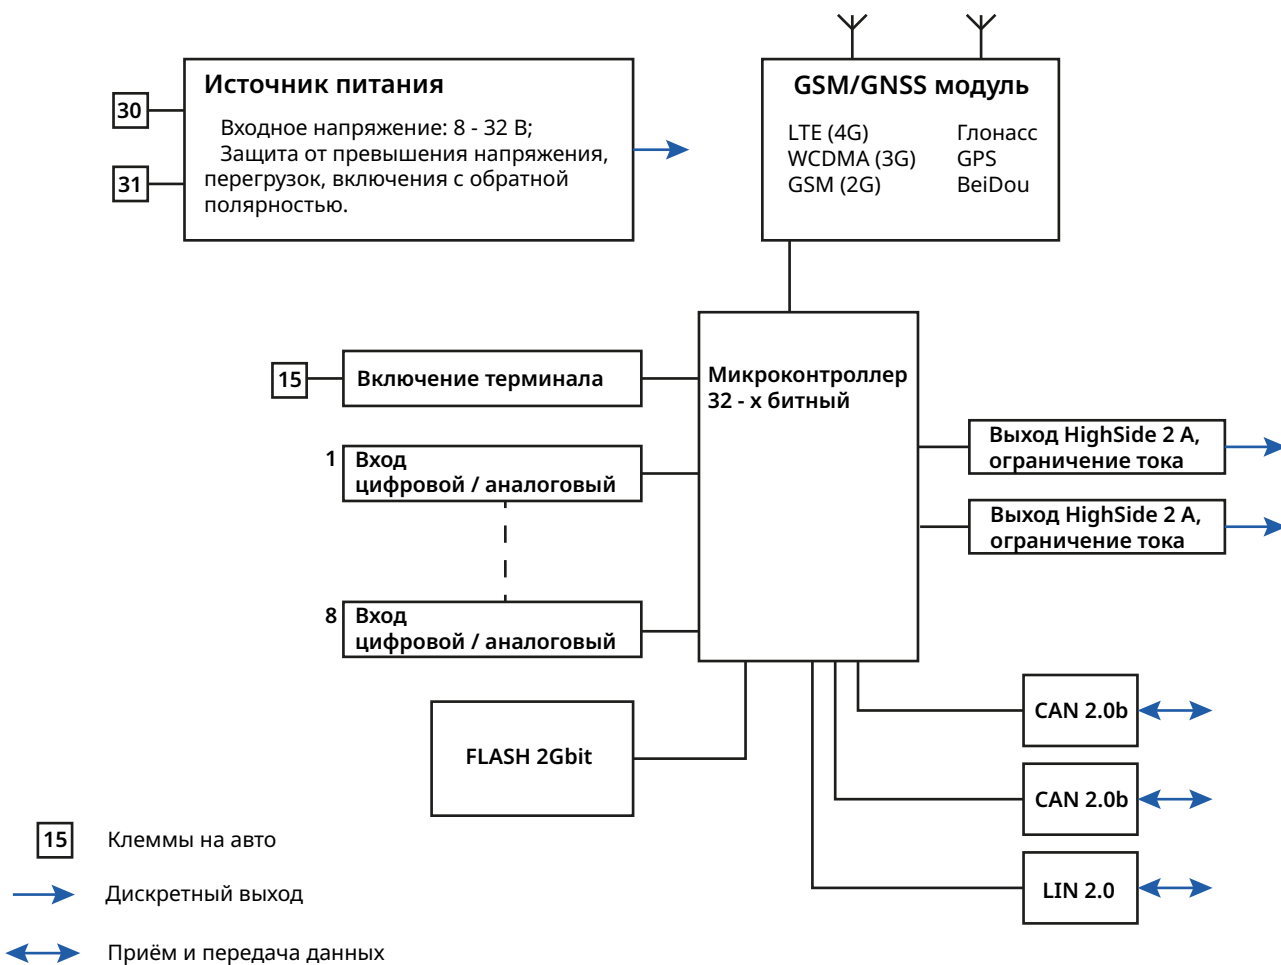 Источник питания
30
Входное напряжение: 8 - 32 В;
Защита от превышения напряжения,
31
перегрузок, включения с обратной
полярностью.
GSM/GNSS модуль
LTE (4G) Глонасс
WCDMA (3G) GPS
GSM (2G) BeiDou
15
Включение терминала
Микроконтроллер
32 - х битный
1
Вход
цифровой / аналоговый
8
Вход
цифровой / аналоговый
Выход HighSide 2 А,
ограничение тока
Выход HighSide 2 А,
ограничение тока
FLASH 2Gbit
CAN 2.0b
CAN 2.0b
LIN 2.0
15
Клеммы на авто
Дискретный выход
Приём и передача данных